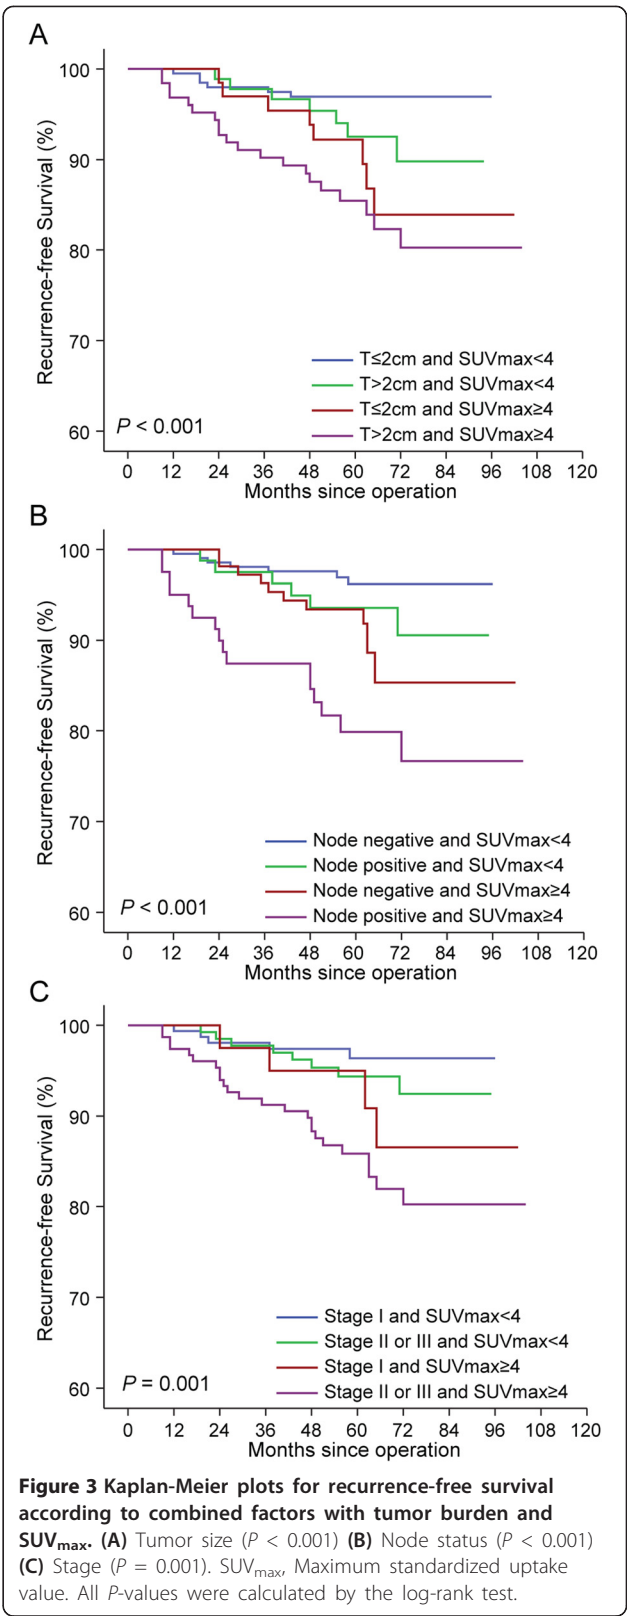 A
100
90
80
70
60
Recurrence-free Survival (%)
T≤2cm and SUVmax<4
T>2cm and SUVmax<4
T≤2cm and SUVmax≥4
T>2cm and SUVmax≥4
P < 0.001
0 12 24 36 48 60 72 84 96 108 120
Months since operation
B
100
90
80
70
60
Recurrence-free Survival (%)
Node negative and SUVmax<4
Node positive and SUVmax<4
Node negative and SUVmax≥4
Node positive and SUVmax≥4
P < 0.001
0 12 24 36 48 60 72 84 96 108 120
Months since operation
C
100
90
80
70
60
Recurrence-free Survival (%)
Stage I and SUVmax<4
Stage II or III and SUVmax<4
Stage I and SUVmax≥4
Stage II or III and SUVmax≥4
P = 0.001
0 12 24 36 48 60 72 84 96 108 120
Months since operation
Figure 3 Kaplan-Meier plots for recurrence-free survival
according to combined factors with tumor burden and
SUVmax. (A) Tumor size (P < 0.001) (B) Node status (P < 0.001)
(C) Stage (P = 0.001). SUVmax, Maximum standardized uptake
value. All P-values were calculated by the log-rank test.